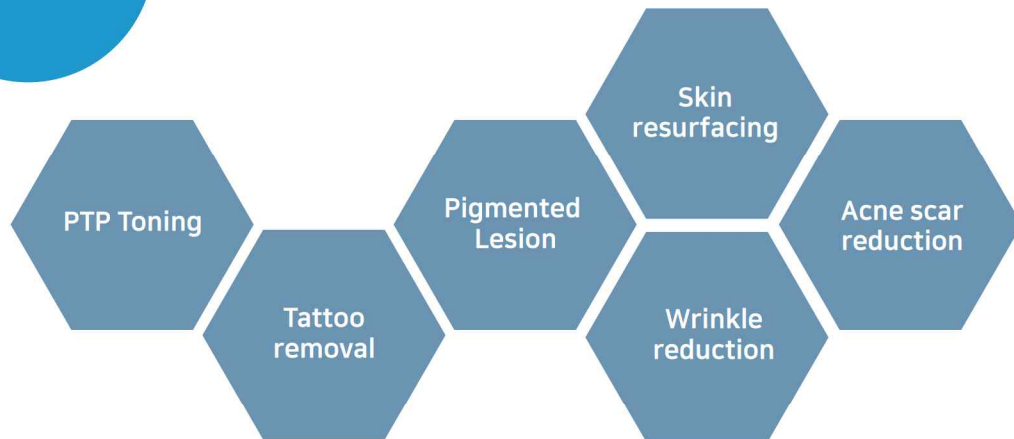 PTP Toning
Tattoo
removal
Pigmented
Lesion
Skin
resurfacing
Wrinkle
reduction
Acne scar
reduction